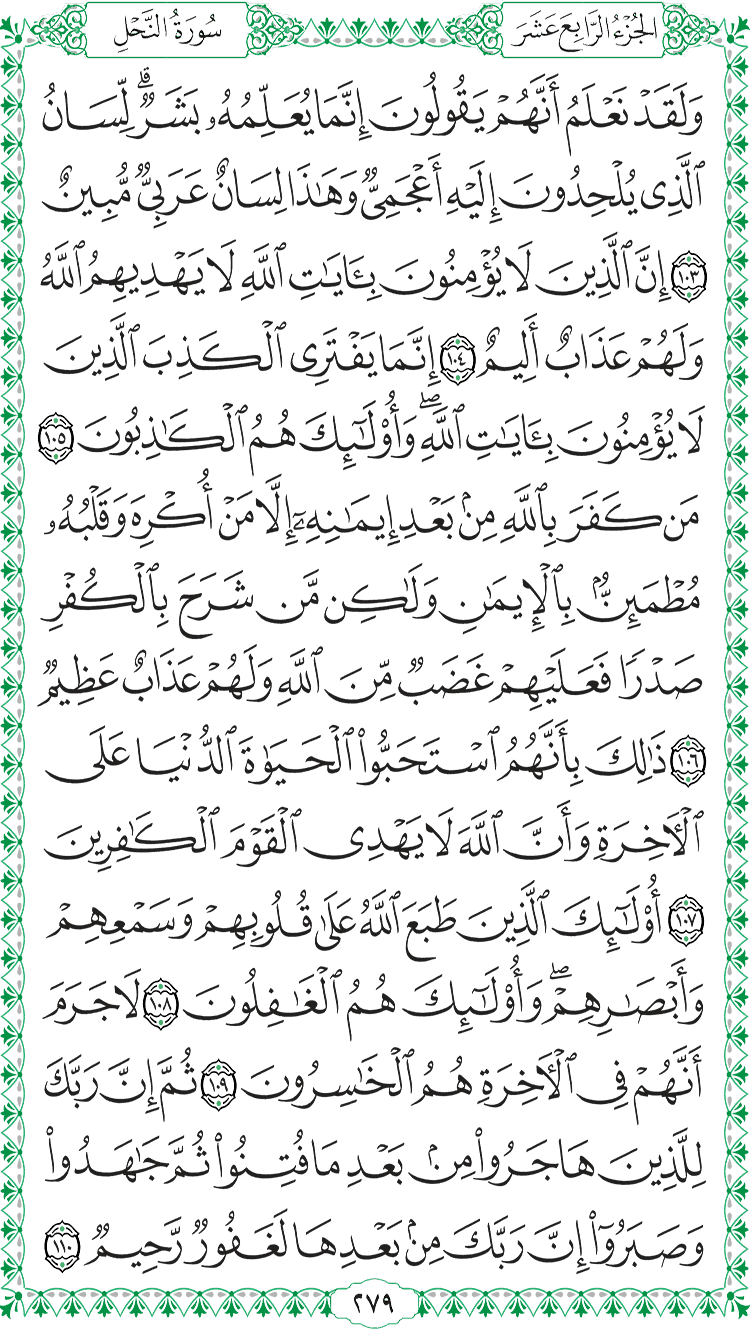 الجُزْءُ الرَّابِعَ عَشَرَ
سُورَةُ النَّحْلِ
وَلَقَدْ نَعْلَمُ أَنَّهُمْ يَقُولُونَ إِنَّمَا يُعَلِّمُهُۥ بَشَرٌۗ لِّسَانُ
ٱلَّذِى يُلْحِدُونَ إِلَيْهِ أَعْجَمِىٌّ وَهَٰذَا لِسَانٌ عَرَبِىٌّ مُّبِينٌ
١٠٣ إِنَّ ٱلَّذِينَ لَا يُؤْمِنُونَ بِـَٔايَٰتِ ٱللَّهِ لَا يَهْدِيهِمُ ٱللَّهُ
وَلَهُمْ عَذَابٌ أَلِيمٌ ١٠٤ إِنَّمَا يَفْتَرِى ٱلْكَذِبَ ٱلَّذِينَ
لَا يُؤْمِنُونَ بِـَٔايَٰتِ ٱللَّهِۖ وَأُو۟لَٰٓئِكَ هُمُ ٱلْكَٰذِبُونَ ١٠٥
مَن كَفَرَ بِٱللَّهِ مِنۢ بَعْدِ إِيمَٰنِهِۦٓ إِلَّا مَنْ أُكْرِهَ وَقَلْبُهُۥ
مُطْمَئِنٌّۢ بِٱلْإِيمَٰنِ وَلَٰكِن مَّن شَرَحَ بِٱلْكُفْرِ
صَدْرًا فَعَلَيْهِمْ غَضَبٌ مِّنَ ٱللَّهِ وَلَهُمْ عَذَابٌ عَظِيمٌ
١٠٦ ذَٰلِكَ بِأَنَّهُمُ ٱسْتَحَبُّوا۟ ٱلْحَيَوٰةَ ٱلدُّنْيَا عَلَى
ٱلْـَٔاخِرَةِ وَأَنَّ ٱللَّهَ لَا يَهْدِى ٱلْقَوْمَ ٱلْكَٰفِرِينَ
١٠٧ أُو۟لَٰٓئِكَ ٱلَّذِينَ طَبَعَ ٱللَّهُ عَلَىٰ قُلُوبِهِمْ وَسَمْعِهِمْ
وَأَبْصَٰرِهِمْۖ وَأُو۟لَٰٓئِكَ هُمُ ٱلْغَٰفِلُونَ ١٠٨ لَا جَرَمَ
أَنَّهُمْ فِى ٱلْـَٔاخِرَةِ هُمُ ٱلْخَٰسِرُونَ ١٠٩ ثُمَّ إِنَّ رَبَّكَ
لِلَّذِينَ هَاجَرُوا۟ مِنۢ بَعْدِ مَا فُتِنُوا۟ ثُمَّ جَٰهَدُوا۟
وَصَبَرُوٓا۟ إِنَّ رَبَّكَ مِنۢ بَعْدِهَا لَغَفُورٌ رَّحِيمٌ ١١٠
٢٧٩